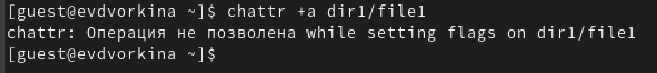 [guest@evdvorkina ~]$ chattr +a dir1/file1
chattr: Операция не позволена while setting flags on dir1/file1
[guest@evdvorkina ~]$